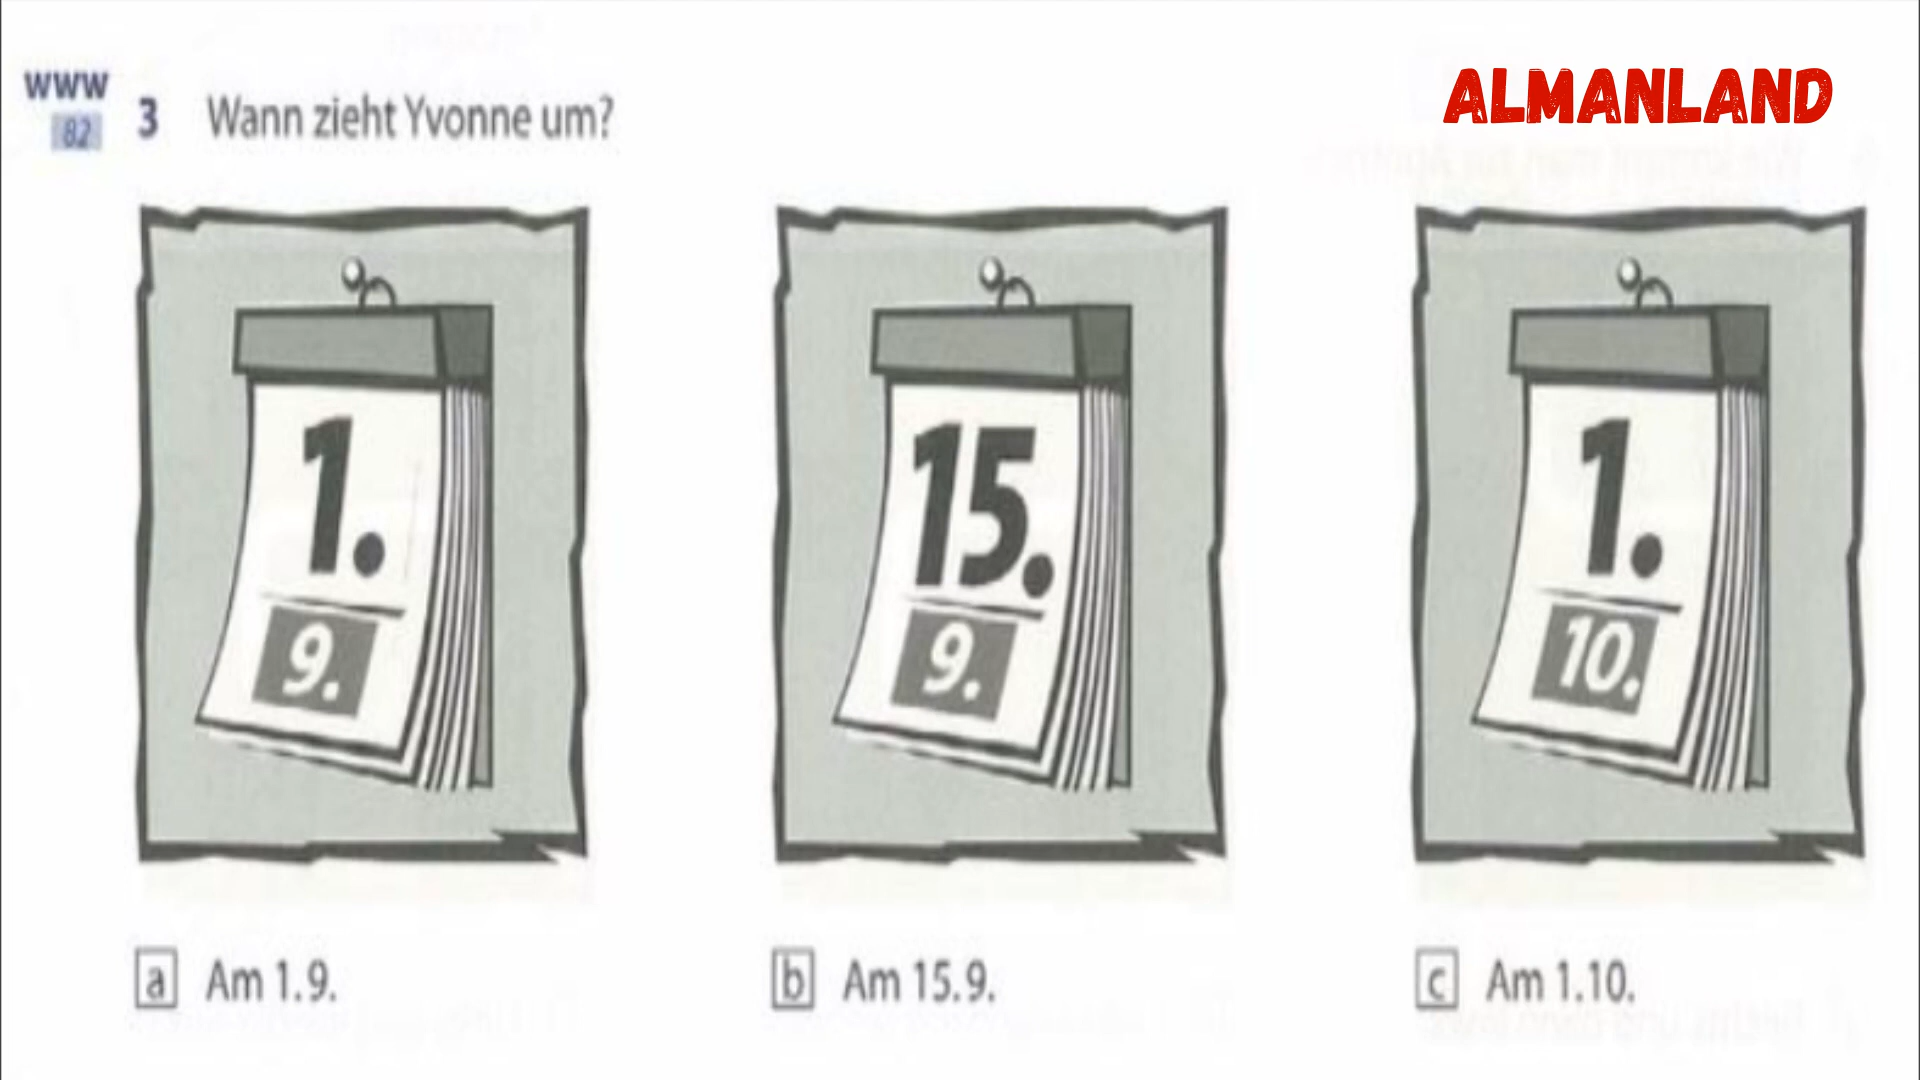 www
82
3 Wann zieht Yvonne um?
ALMANLAND
1.
9.
15.
9.
1.
10.
a Am 1.9.
b Am 15.9.
c Am 1.10.